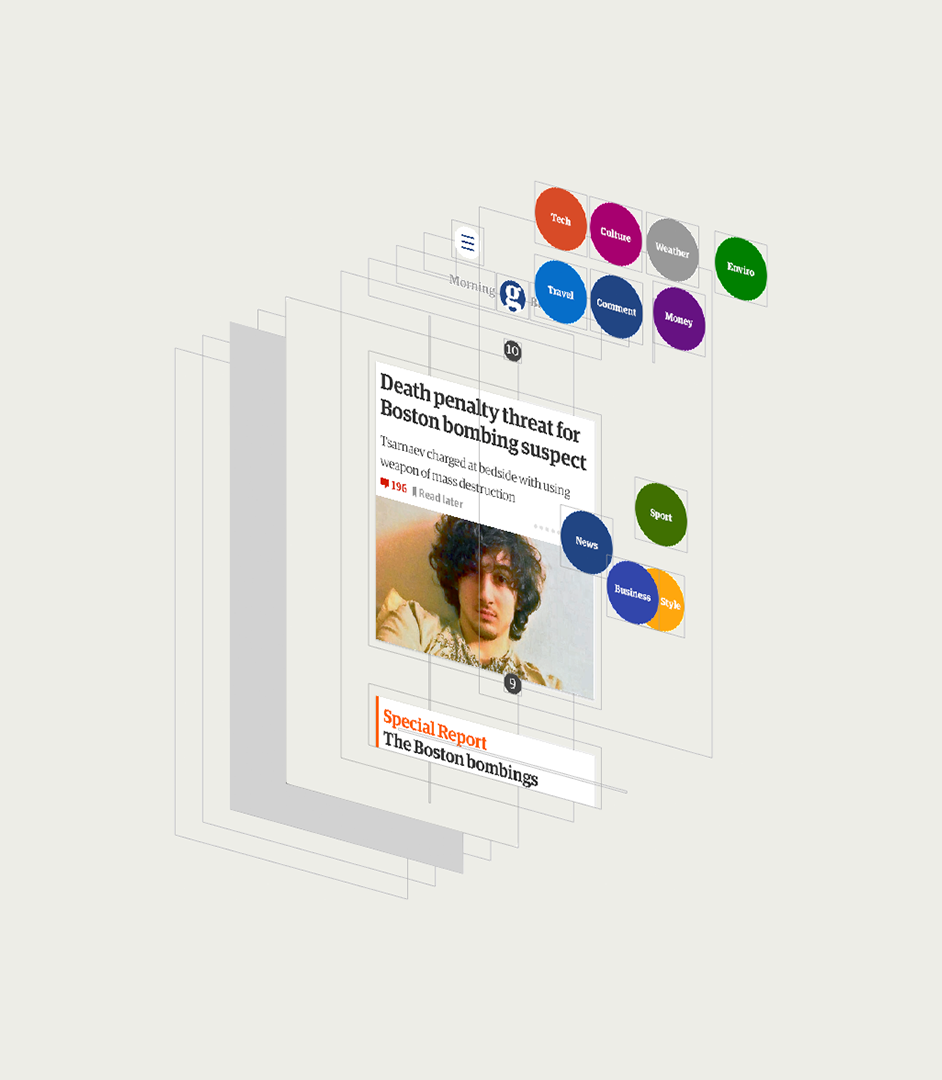 Tech
Culture
Weather
Enviro
Morning
g
Travel
Comment
Money
10
Death penalty threat for
Boston bombing suspect
Tsarnaev charged at bedside with using
weapon of mass destruction
196 Read later
News
Sport
Business
Style
9
Special Report
The Boston bombings